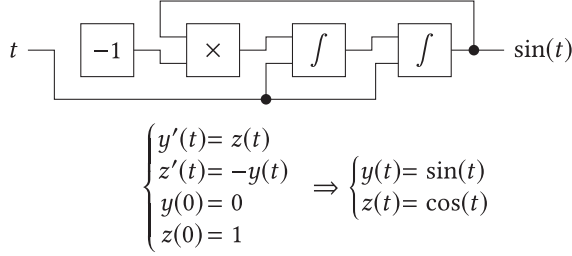 t −1 × ∫ ∫ sin(t)
y′(t)= z(t)
z′(t)= −y(t)
y(0)= 0
z(0)= 1
⇒
y(t)= sin(t)
z(t)= cos(t)